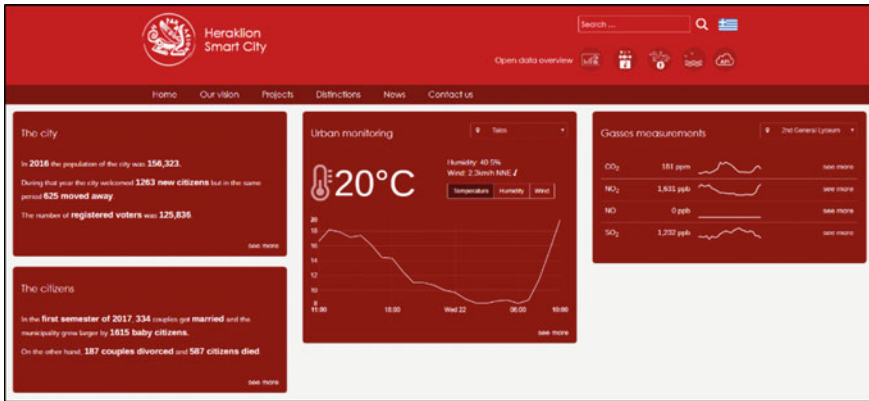 Heraklion
Smart City
Search ...
Open data overview
API
Home Our vision Projects Distinctions News Contact us
The city
In 2016 the population of the city was 156,323.
During that year the city welcomed 1263 new citizens but in the same
period 625 moved away.
The number of registered voters was 125,836.
see more
The citizens
In the first semester of 2017, 334 couples got married and the
municipality grew larger by 1615 baby citizens.
On the other hand, 187 couples divorced and 587 citizens died.
see more
Urban monitoring
Talos
20°C
Humidity: 40.5%
Wind: 2.3km/h NNE
Temperature Humidity Wind
20
18
16
14
12
10
8
11:00 18:00 Wed 22 06:00 10:00
see more
Gasses measurements
2nd General Lyceum
CO2 181 ppm see more
NO2 1,631 ppb see more
NO 0 ppb see more
SO2 1,232 ppb see more